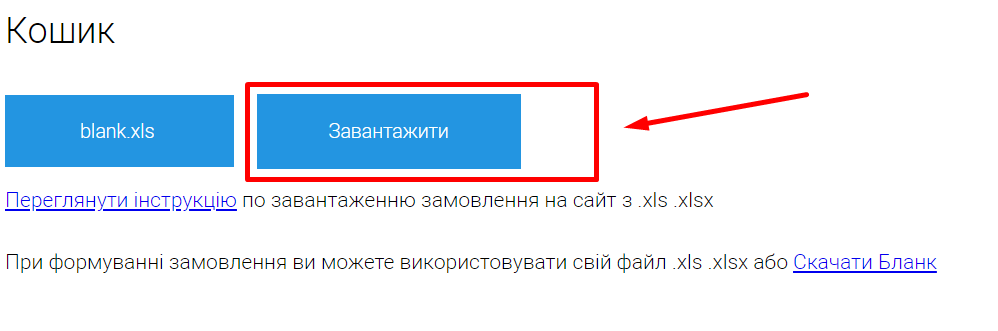 Кошик
blank.xls Завантажити
Переглянути інструкцію по завантаженню замовлення на сайт з .xls .xlsx
При формуванні замовлення ви можете використовувати свій файл .xls .xlsx або Скачати Бланк